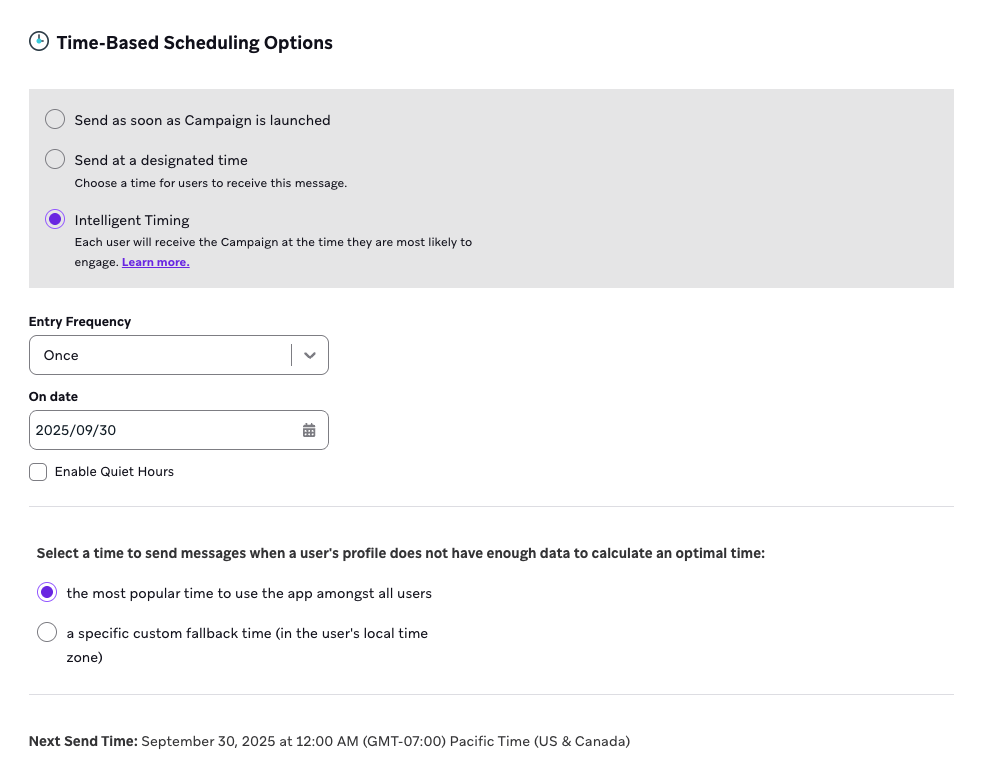 Time-Based Scheduling Options
Send as soon as Campaign is launched
Send at a designated time
Choose a time for users to receive this message.
Intelligent Timing
Each user will receive the Campaign at the time they are most likely to
engage. Learn more.
Entry Frequency
Once
On date
2025/09/30
Enable Quiet Hours
Select a time to send messages when a user's profile does not have enough data to calculate an optimal time:
the most popular time to use the app amongst all users
a specific custom fallback time (in the user's local time
zone)
Next Send Time: September 30, 2025 at 12:00 AM (GMT-07:00) Pacific Time (US & Canada)